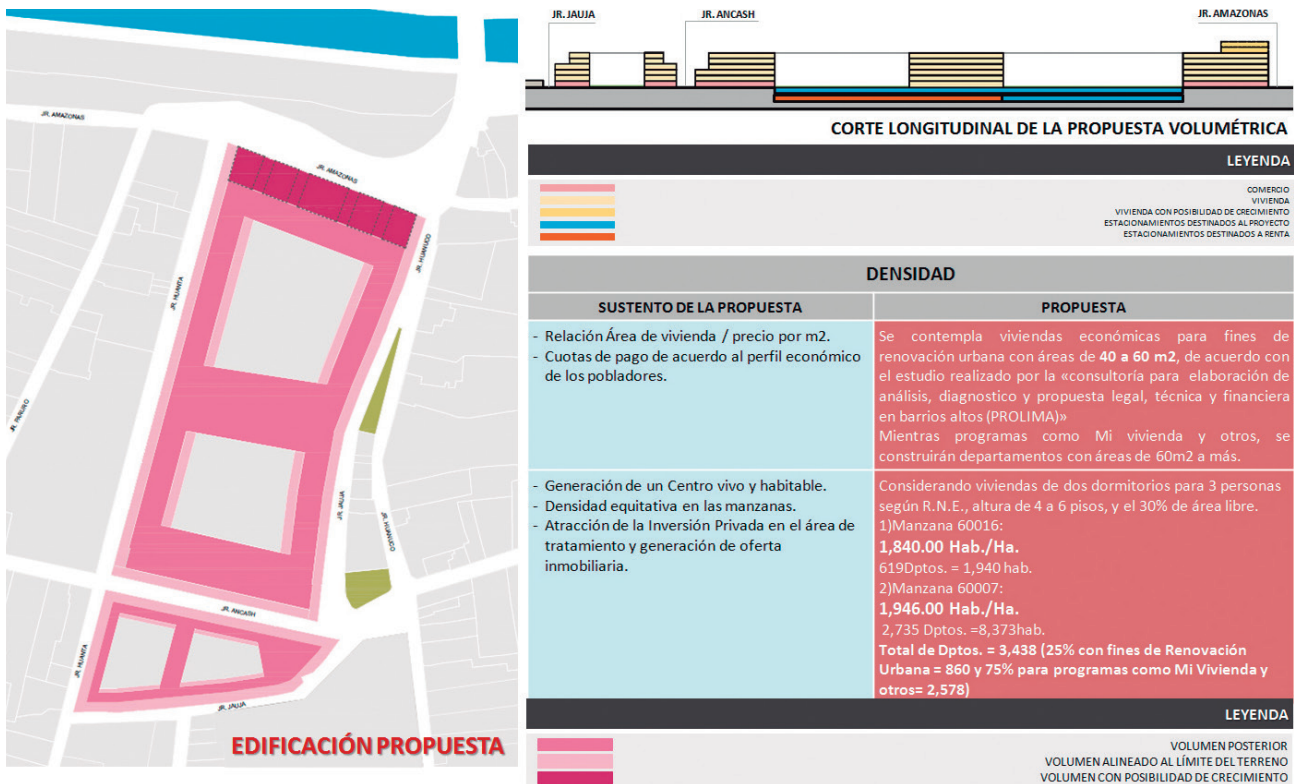 JR. AMAZONAS
JR. AMAZONAS
JR. HUANUCO
JR. HUANTA
JR. PARURO
JR. JAUJA
JR. HUANUCO
JR. ANCASH
JR. HUANTA
JR. JAUJA
EDIFICACIÓN PROPUESTA
JR. JAUJA
JR. ANCASH
JR. AMAZONAS
CORTE LONGITUDINAL DE LA PROPUESTA VOLUMÉTRICA
LEYENDA
COMERCIO
VIVIENDA
VIVIENDA CON POSIBILIDAD DE CRECIMIENTO
ESTACIONAMIENTOS DESTINADOS AL PROYECTO
ESTACIONAMIENTOS DESTINADOS A RENTA
DENSIDAD
SUSTENTO DE LA PROPUESTA
PROPUESTA
- Relación Área de vivienda / precio por m2.
- Cuotas de pago de acuerdo al perfil económico
de los pobladores.
Se contempla viviendas económicas para fines de
renovación urbana con áreas de 40 a 60 m2, de acuerdo con
el estudio realizado por la «consultoría para elaboración de
análisis, diagnostico y propuesta legal, técnica y financiera
en barrios altos (PROLIMA)»
Mientras programas como Mi vivienda y otros, se
construirán departamentos con áreas de 60m2 a más.
- Generación de un Centro vivo y habitable.
- Densidad equitativa en las manzanas.
- Atracción de la Inversión Privada en el área de
tratamiento y generación de oferta
inmobiliaria.
Considerando viviendas de dos dormitorios para 3 personas
según R.N.E., altura de 4 a 6 pisos, y el 30% de área libre.
1)Manzana 60016:
1,840.00 Hab./Ha.
619Dptos. = 1,940 hab.
2)Manzana 60007:
1,946.00 Hab./Ha.
2,735 Dptos. =8,373hab.
Total de Dptos. = 3,438 (25% con fines de Renovación
Urbana = 860 y 75% para programas como Mi Vivienda y
otros= 2,578)
LEYENDA
VOLUMEN POSTERIOR
VOLUMEN ALINEADO AL LÍMITE DEL TERRENO
VOLUMEN CON POSIBILIDAD DE CRECIMIENTO